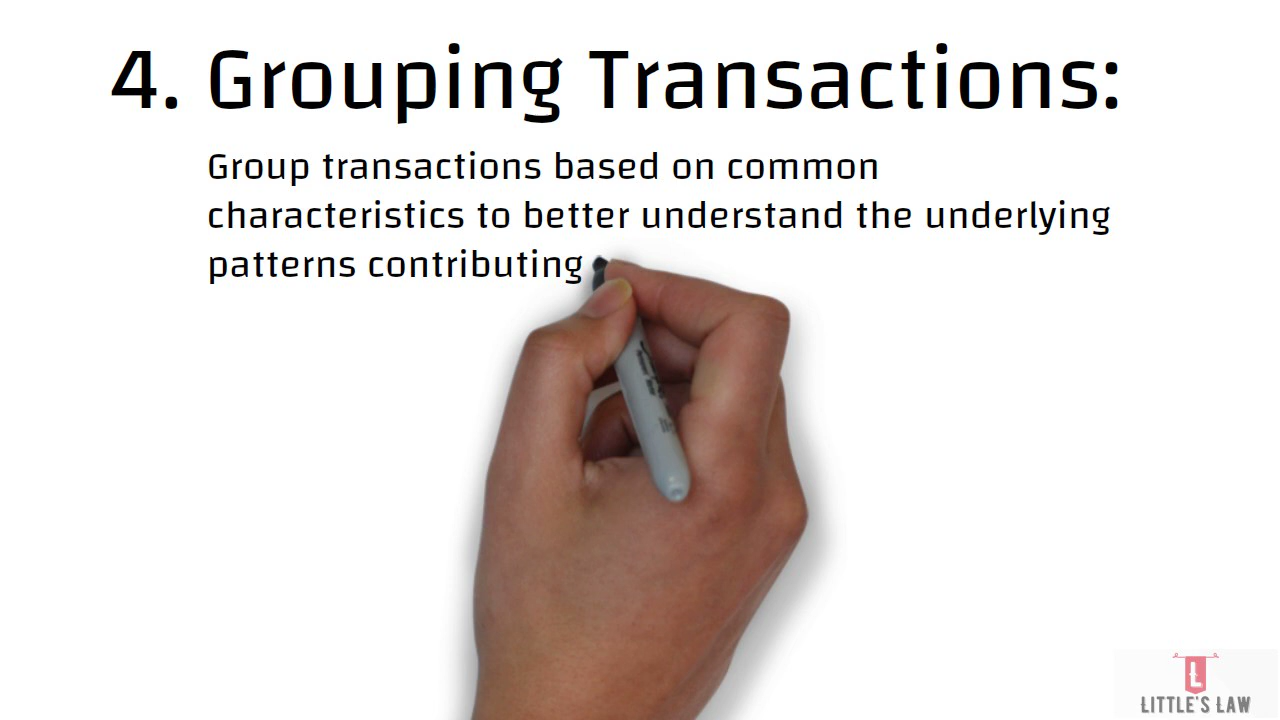 4. Grouping Transactions:
Group transactions based on common
characteristics to better understand the underlying
patterns contributing
L
LITTLE'S LAW